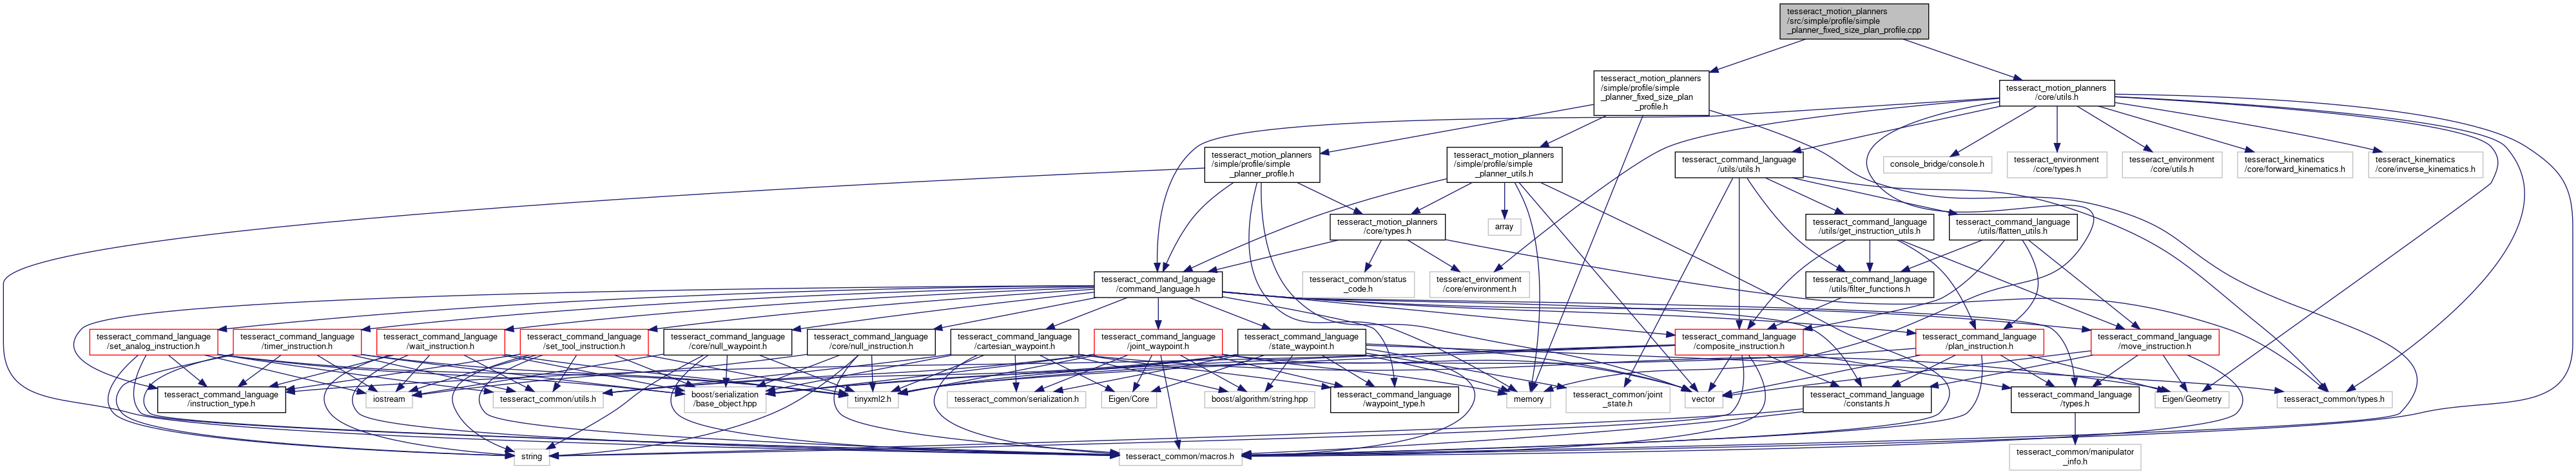 tesseract_motion_planners
/src/simple/profile/simple
_planner_fixed_size_plan_profile.cpp
tesseract_motion_planners
/simple/profile/simple
_planner_fixed_size_plan
_profile.h
tesseract_motion_planners
/core/utils.h
tesseract_motion_planners
/simple/profile/simple
_planner_profile.h
tesseract_motion_planners
/simple/profile/simple
_planner_utils.h
tesseract_command_language
/utils/utils.h
console_bridge/console.h
tesseract_environment
/core/types.h
tesseract_environment
/core/utils.h
tesseract_kinematics
/core/forward_kinematics.h
tesseract_kinematics
/core/inverse_kinematics.h
tesseract_motion_planners
/core/types.h
array
tesseract_command_language
/utils/get_instruction_utils.h
tesseract_command_language
/utils/flatten_utils.h
tesseract_command_language
/command_language.h
tesseract_common/status
_code.h
tesseract_environment
/core/environment.h
tesseract_command_language
/utils/filter_functions.h
tesseract_command_language
/set_analog_instruction.h
tesseract_command_language
/timer_instruction.h
tesseract_command_language
/wait_instruction.h
tesseract_command_language
/set_tool_instruction.h
tesseract_command_language
/core/null_waypoint.h
tesseract_command_language
/core/null_instruction.h
tesseract_command_language
/cartesian_waypoint.h
tesseract_command_language
/joint_waypoint.h
tesseract_command_language
/state_waypoint.h
tesseract_command_language
/composite_instruction.h
tesseract_command_language
/plan_instruction.h
tesseract_command_language
/move_instruction.h
tesseract_command_language
/instruction_type.h
iostream
tesseract_common/utils.h
boost/serialization
/base_object.hpp
tinyxml2.h
tesseract_common/serialization.h
Eigen/Core
boost/algorithm/string.hpp
tesseract_command_language
/waypoint_type.h
memory
tesseract_common/joint
_state.h
vector
tesseract_command_language
/constants.h
tesseract_command_language
/types.h
Eigen/Geometry
tesseract_common/types.h
string
tesseract_common/macros.h
tesseract_common/manipulator
_info.h